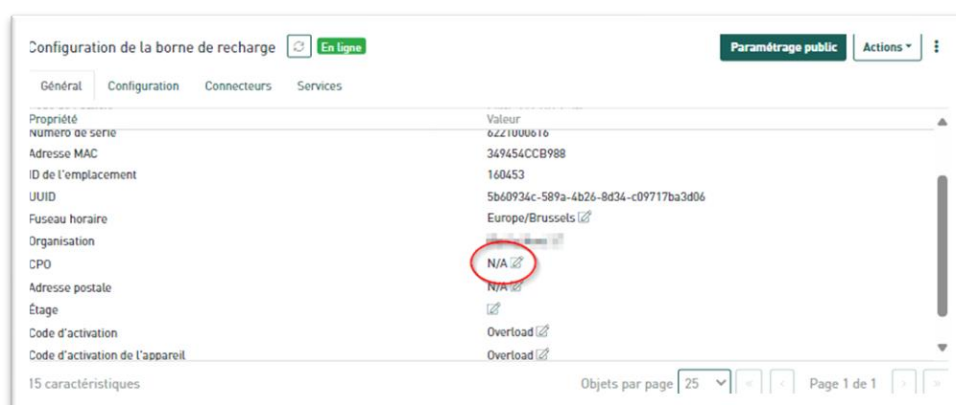 Configuration de la borne de recharge En ligne Paramétrage public Actions
Général Configuration Connecteurs Services
Propriété Valeur
Numéro de série 6221000616
Adresse MAC 349454CCB988
ID de l'emplacement 160453
UUID 5b60934c-589a-4b26-8d34-c09717ba3d06
Fuseau horaire Europe/Brussels
Organisation
CPO N/A
Adresse postale N/A
Étage
Code d'activation Overload
Code d'activation de l'appareil Overload
15 caractéristiques Objets par page 25 « ‹ Page 1 de 1 › »